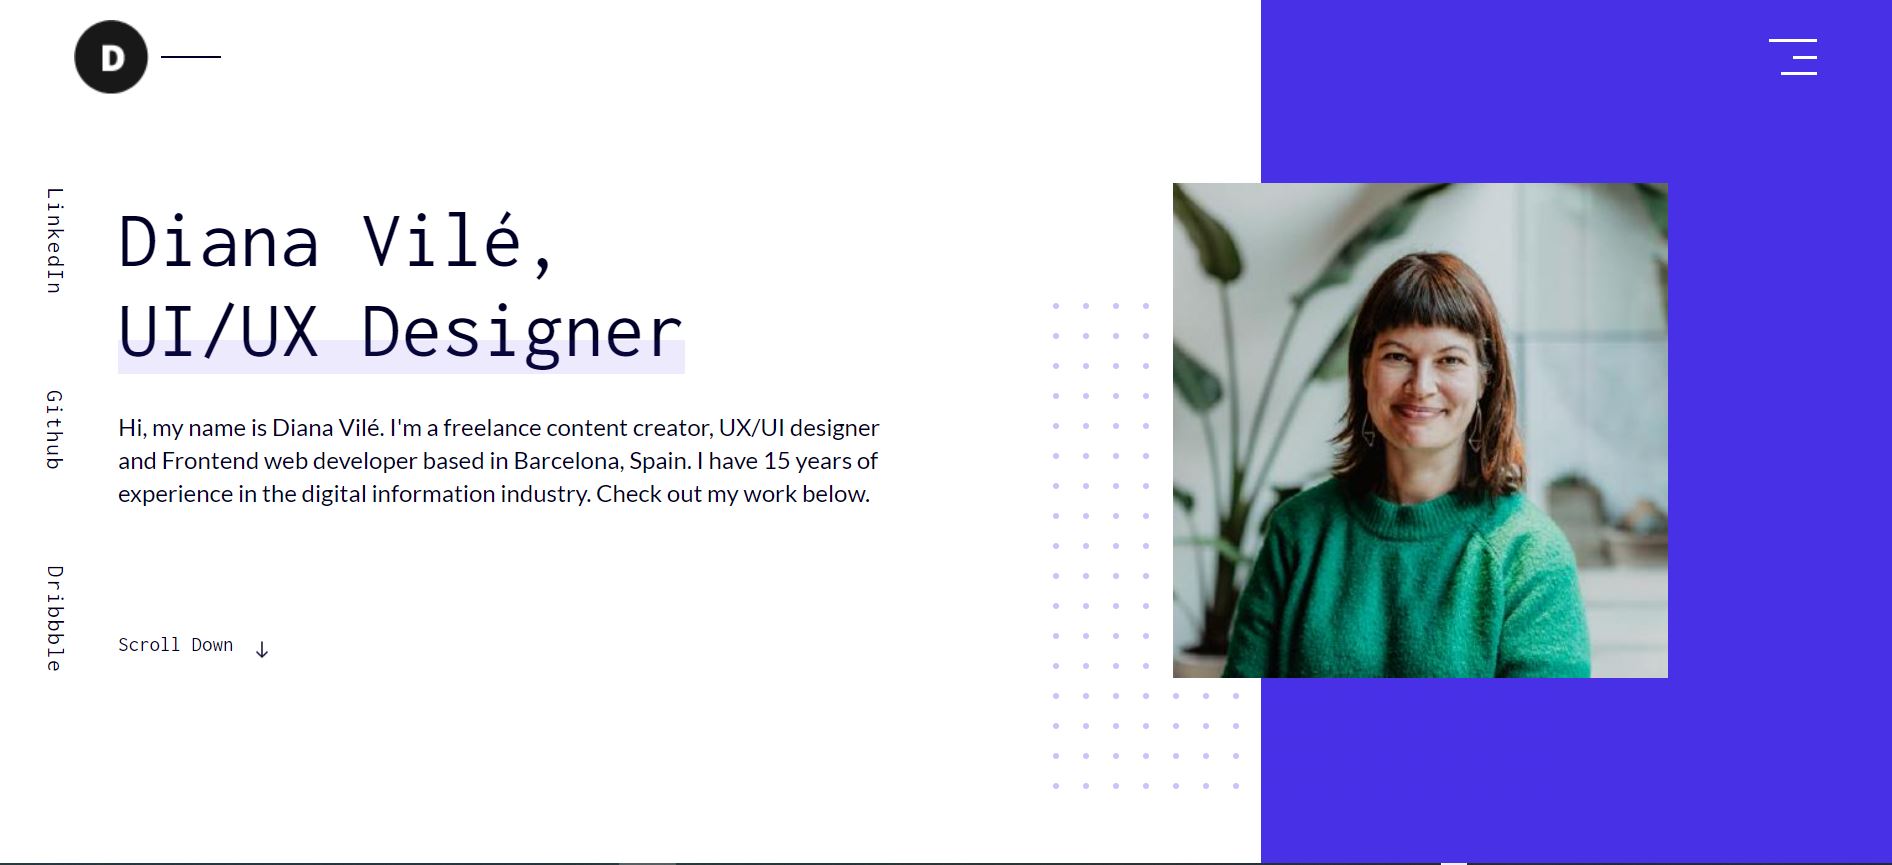 D
LinkedIn
Github
Dribbble
Diana Vilé,
UI/UX Designer
Hi, my name is Diana Vilé. I'm a freelance content creator, UX/UI designer
and Frontend web developer based in Barcelona, Spain. I have 15 years of
experience in the digital information industry. Check out my work below.
Scroll Down ↓